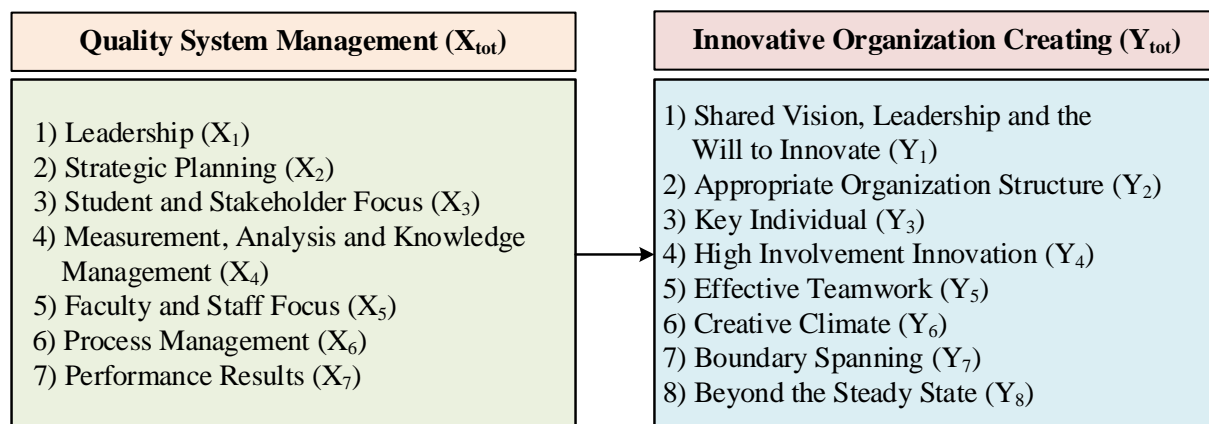 Quality System Management (Xtot)
1) Leadership (X1)
2) Strategic Planning (X2)
3) Student and Stakeholder Focus (X3)
4) Measurement, Analysis and Knowledge
Management (X4)
5) Faculty and Staff Focus (X5)
6) Process Management (X6)
7) Performance Results (X7)
Innovative Organization Creating (Ytot)
1) Shared Vision, Leadership and the
Will to Innovate (Y1)
2) Appropriate Organization Structure (Y2)
3) Key Individual (Y3)
4) High Involvement Innovation (Y4)
5) Effective Teamwork (Y5)
6) Creative Climate (Y6)
7) Boundary Spanning (Y7)
8) Beyond the Steady State (Y8)